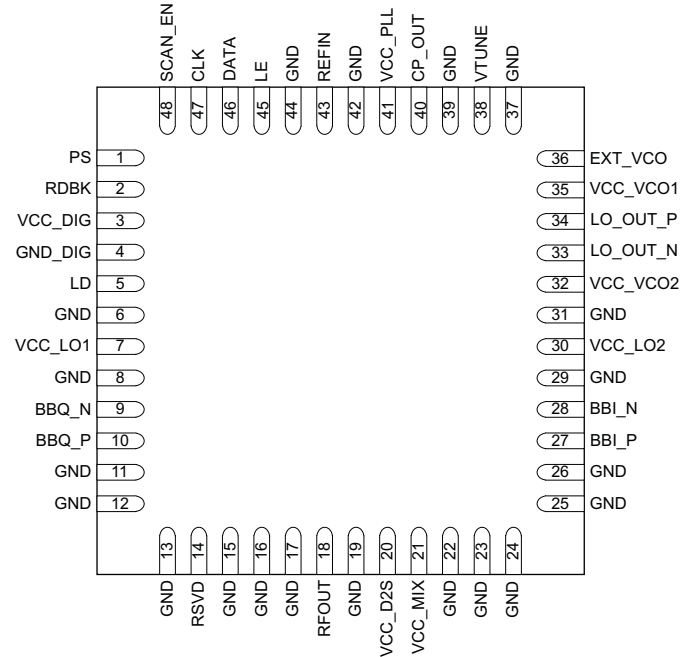 SCAN_EN
CLK
DATA
LE
GND
REFIN
GND
VCC_PLL
CP_OUT
GND
VTUNE
GND
48
47
46
45
44
43
42
41
40
39
38
37
PS 1
RDBK 2
VCC_DIG 3
GND_DIG 4
LD 5
GND 6
VCC_LO1 7
GND 8
BBQ_N 9
BBQ_P 10
GND 11
GND 12
36 EXT_VCO
35 VCC_VCO1
34 LO_OUT_P
33 LO_OUT_N
32 VCC_VCO2
31 GND
30 VCC_LO2
29 GND
28 BBI_N
27 BBI_P
26 GND
25 GND
13
14
15
16
17
18
19
20
21
22
23
24
GND
RSVD
GND
GND
GND
RFOUT
GND
VCC_D2S
VCC_MIX
GND
GND
GND